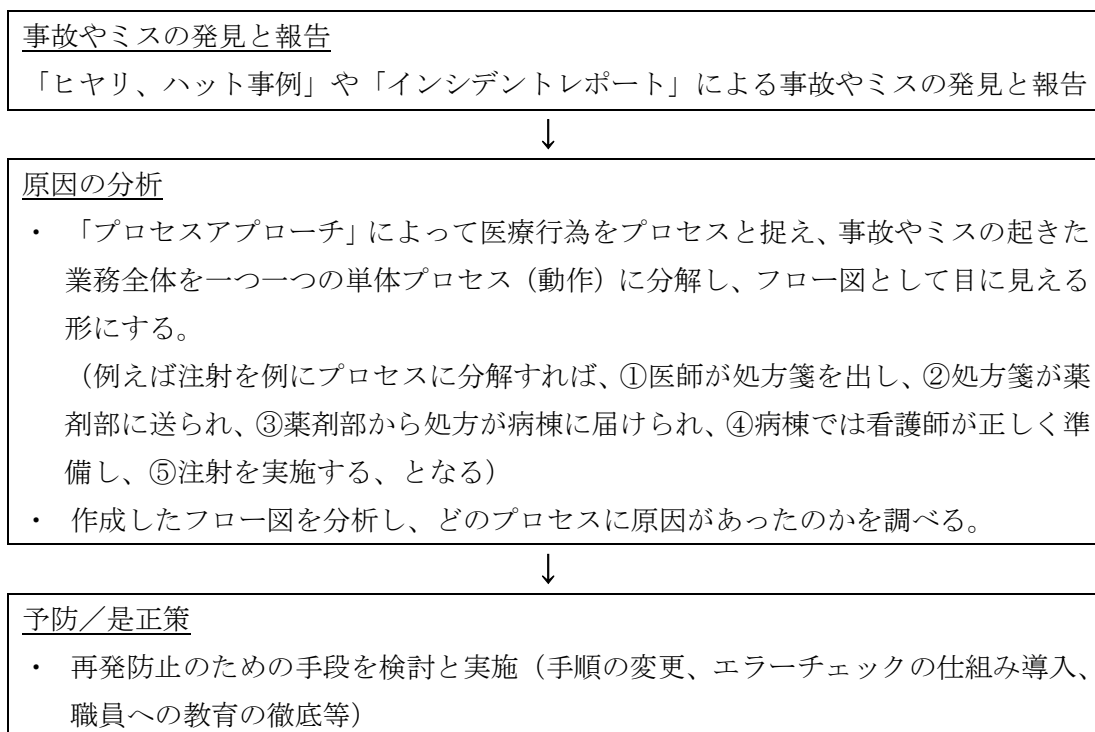 事故やミスの発見と報告
「ヒヤリ、ハット事例」や「インシデントレポート」による事故やミスの発見と報告
↓
原因の分析
・ 「プロセスアプローチ」によって医療行為をプロセスと捉え、事故やミスの起きた
業務全体を一つ一つの単体プロセス（動作）に分解し、フロー図として目に見える
形にする。
（例えば注射を例にプロセスに分解すれば、①医師が処方箋を出し、②処方箋が薬
剤部に送られ、③薬剤部から処方が病棟に届けられ、④病棟では看護師が正しく準
備し、⑤注射を実施する、となる）
・ 作成したフロー図を分析し、どのプロセスに原因があったのかを調べる。
↓
予防／是正策
・ 再発防止のための手段を検討と実施（手順の変更、エラーチェックの仕組み導入、
職員への教育の徹底等）